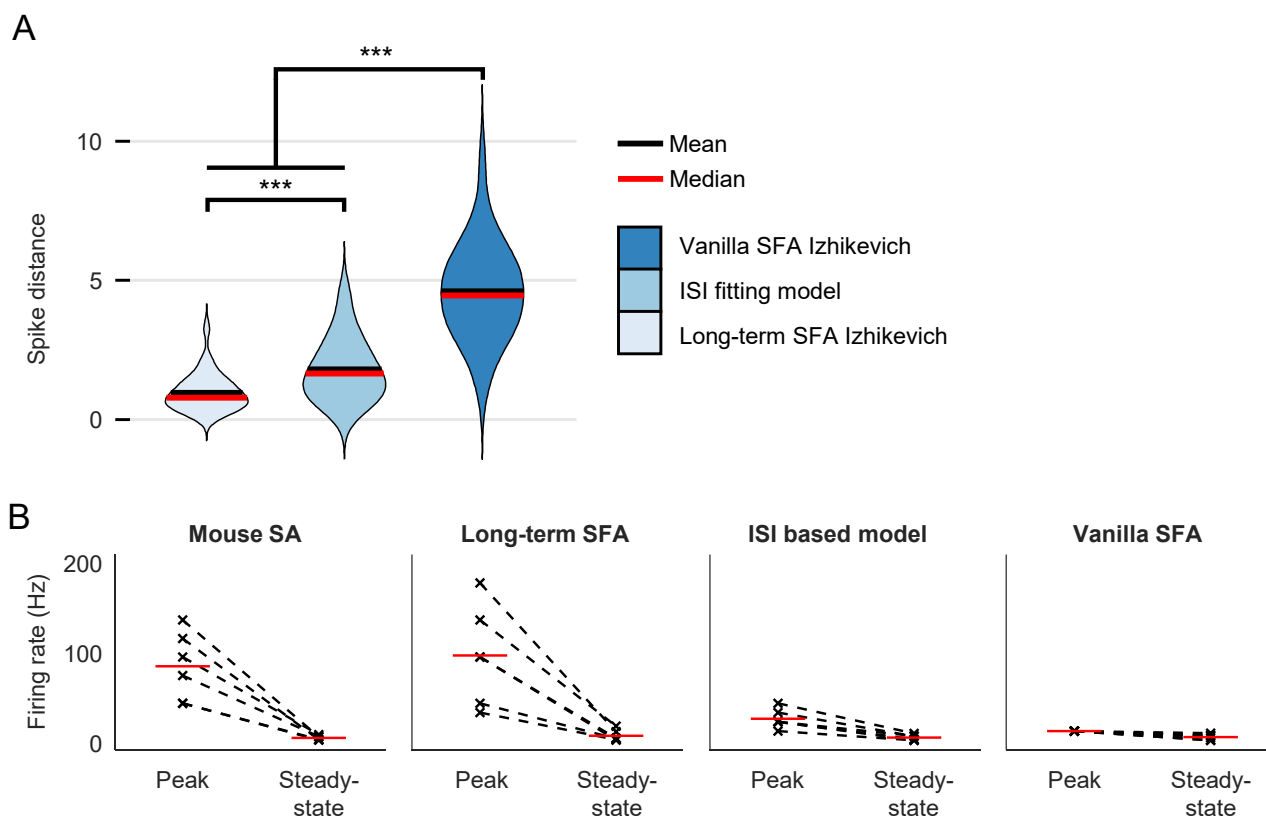 A
***
***
10
5
0
Spike distance
Mean
Median
Vanilla SFA Izhikevich
ISI fitting model
Long-term SFA Izhikevich
B
Mouse SA
Long-term SFA
ISI based model
Vanilla SFA
Firing rate (Hz)
200
100
0
Peak
Steady-
state
Peak
Steady-
state
Peak
Steady-
state
Peak
Steady-
state